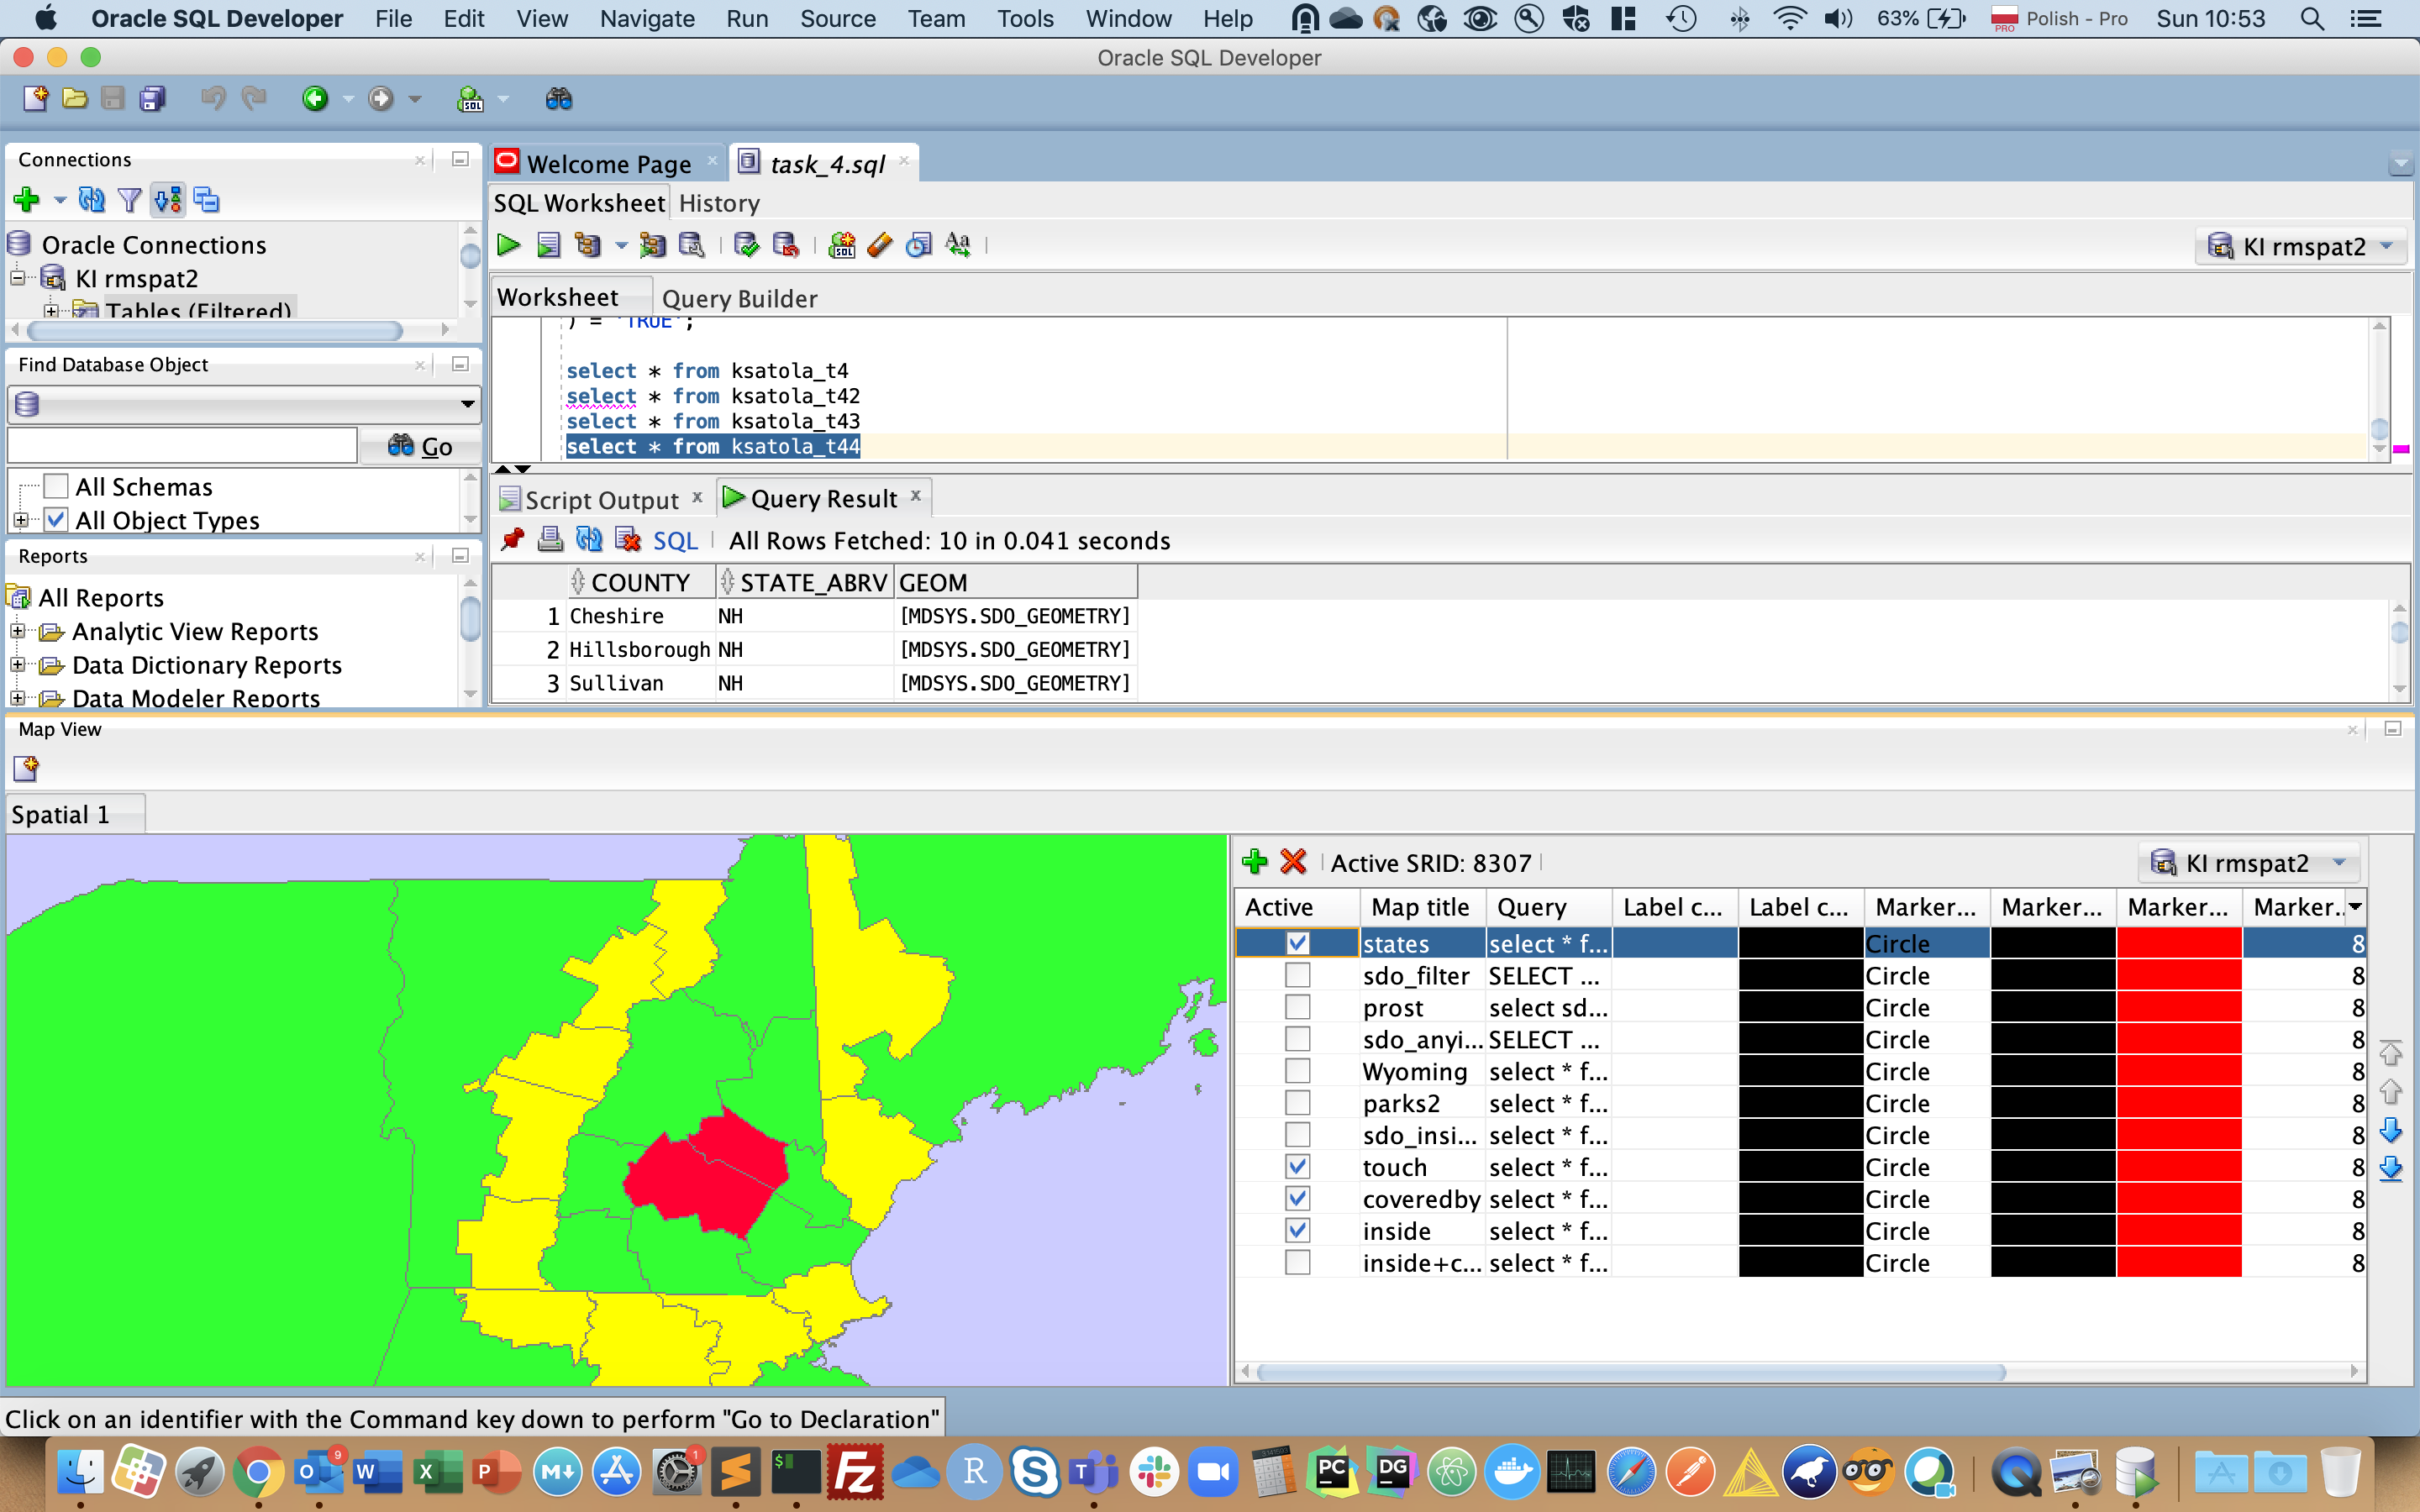 Oracle SQL Developer File Edit View Navigate Run Source Team Tools Window Help 63% PRO Polish - Pro Sun 10:53
Oracle SQL Developer
Connections
Oracle Connections
KI rmspat2
Tables (Filtered)
Find Database Object
Go
All Schemas
All Object Types
Reports
All Reports
Analytic View Reports
Data Dictionary Reports
Data Modeler Reports
Welcome Page task_4.sql
SQL Worksheet History
KI rmspat2
Worksheet Query Builder
) = 'TRUE';
select * from ksatola_t4
select * from ksatola_t42
select * from ksatola_t43
select * from ksatola_t44
Script Output Query Result
SQL All Rows Fetched: 10 in 0.041 seconds
COUNTY STATE_ABRV GEOM
1 Cheshire NH [MDSYS.SDO_GEOMETRY]
2 Hillsborough NH [MDSYS.SDO_GEOMETRY]
3 Sullivan NH [MDSYS.SDO_GEOMETRY]
Map View
Spatial 1
Active SRID: 8307 KI rmspat2
Active Map title Query Label c... Label c... Marker... Marker... Marker... Marker..
states select * f... Circle 8
sdo_filter SELECT ... Circle 8
prost select sd... Circle 8
sdo_anyi... SELECT ... Circle 8
Wyoming select * f... Circle 8
parks2 select * f... Circle 8
sdo_insi... select * f... Circle 8
touch select * f... Circle 8
coveredby select * f... Circle 8
inside select * f... Circle 8
inside+c... select * f... Circle 8
Click on an identifier with the Command key down to perform "Go to Declaration"
9 1
W X P M $ Fz R S T PC DG